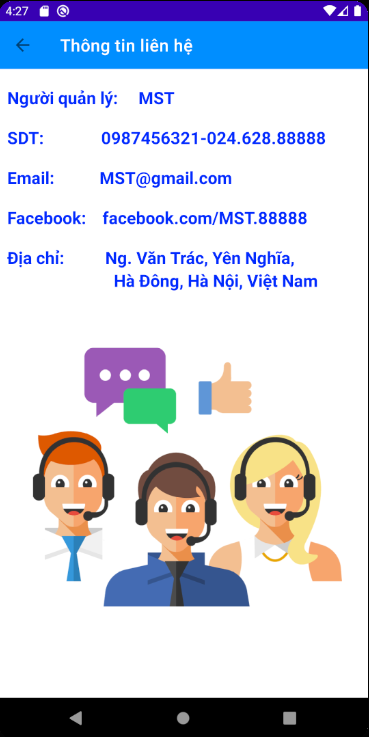 4:27
Thông tin liên hệ
Người quản lý: MST
SDT: 0987456321-024.628.88888
Email: MST@gmail.com
Facebook: facebook.com/MST.88888
Địa chỉ: Ng. Văn Trác, Yên Nghĩa,
Hà Đông, Hà Nội, Việt Nam